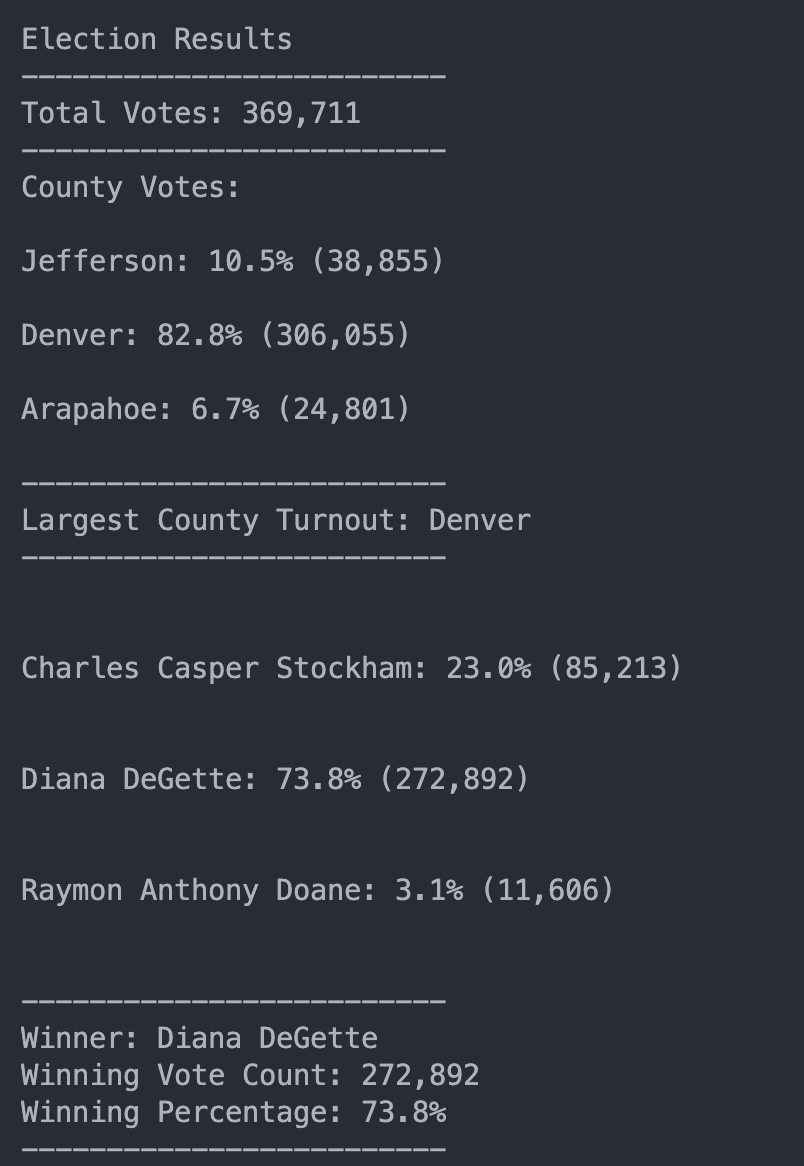 Election Results
-------------------------
Total Votes: 369,711
-------------------------
County Votes:
Jefferson: 10.5% (38,855)
Denver: 82.8% (306,055)
Arapahoe: 6.7% (24,801)
-------------------------
Largest County Turnout: Denver
-------------------------
Charles Casper Stockham: 23.0% (85,213)
Diana DeGette: 73.8% (272,892)
Raymon Anthony Doane: 3.1% (11,606)
-------------------------
Winner: Diana DeGette
Winning Vote Count: 272,892
Winning Percentage: 73.8%
-------------------------